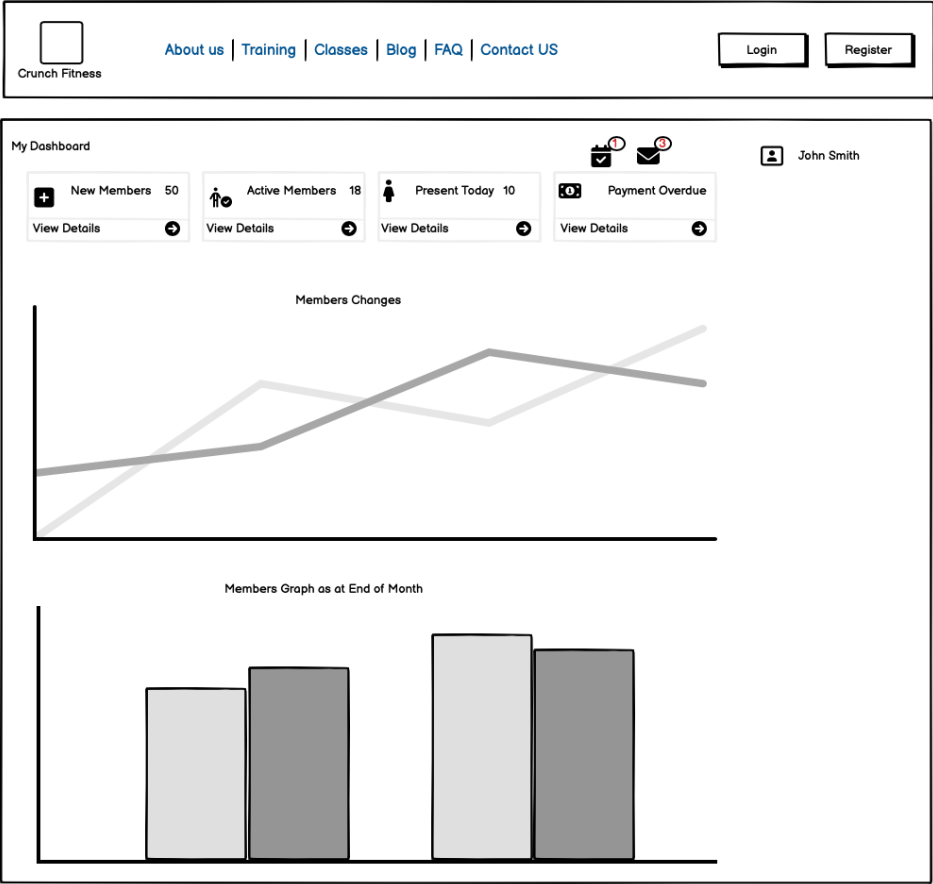 Crunch Fitness
About us | Training | Classes | Blog | FAQ | Contact US
Login
Register
My Dashboard
1
3
John Smith
New Members 50
View Details
Active Members 18
View Details
Present Today 10
View Details
Payment Overdue
View Details
Members Changes
Members Graph as at End of Month